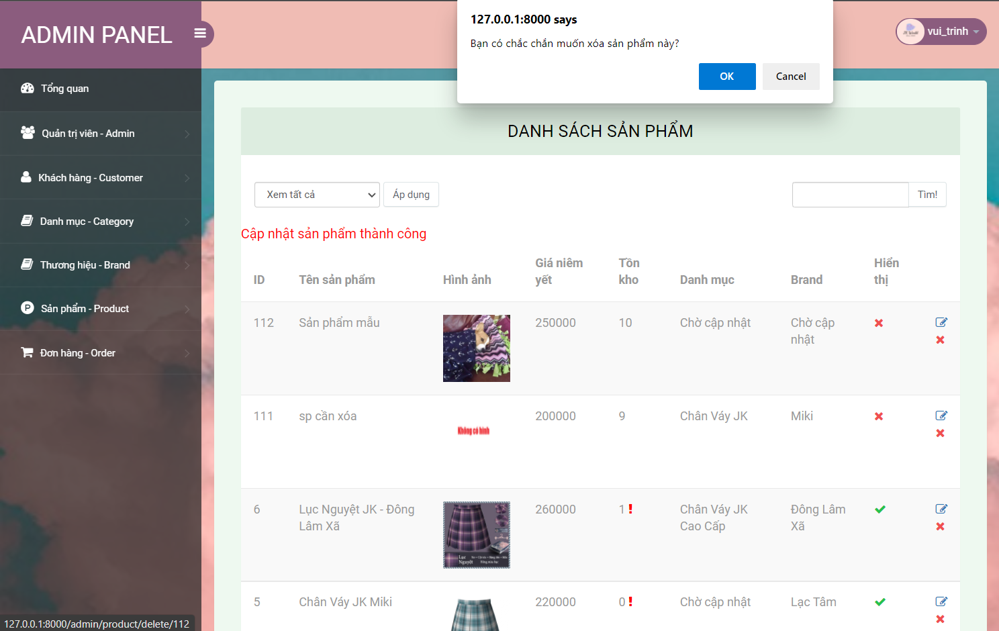 ADMIN PANEL
127.0.0.1:8000 says
Bạn có chắc chắn muốn xóa sản phẩm này?
OK
Cancel
vui_trinh
Tổng quan
Quản trị viên - Admin
Khách hàng - Customer
Danh mục - Category
Thương hiệu - Brand
Sản phẩm - Product
Đơn hàng - Order
DANH SÁCH SẢN PHẨM
Xem tất cả
Áp dụng
Tìm!
Cập nhật sản phẩm thành công
ID
Tên sản phẩm
Hình ảnh
Giá niêm
yết
Tồn
kho
Danh mục
Brand
Hiển
thị
112
Sản phẩm mẫu
250000
10
Chờ cập nhật
Chờ cập
nhật
111
sp cần xóa
Không có hình
200000
9
Chân Váy JK
Miki
6
Lục Nguyệt JK - Đông
Lâm Xã
Lục
Nguyệt
260000
1
Chân Váy JK
Cao Cấp
Đông Lâm
Xã
5
Chân Váy JK Miki
220000
0
Chờ cập nhật
Lạc Tâm
127.0.0.1:8000/admin/product/delete/112